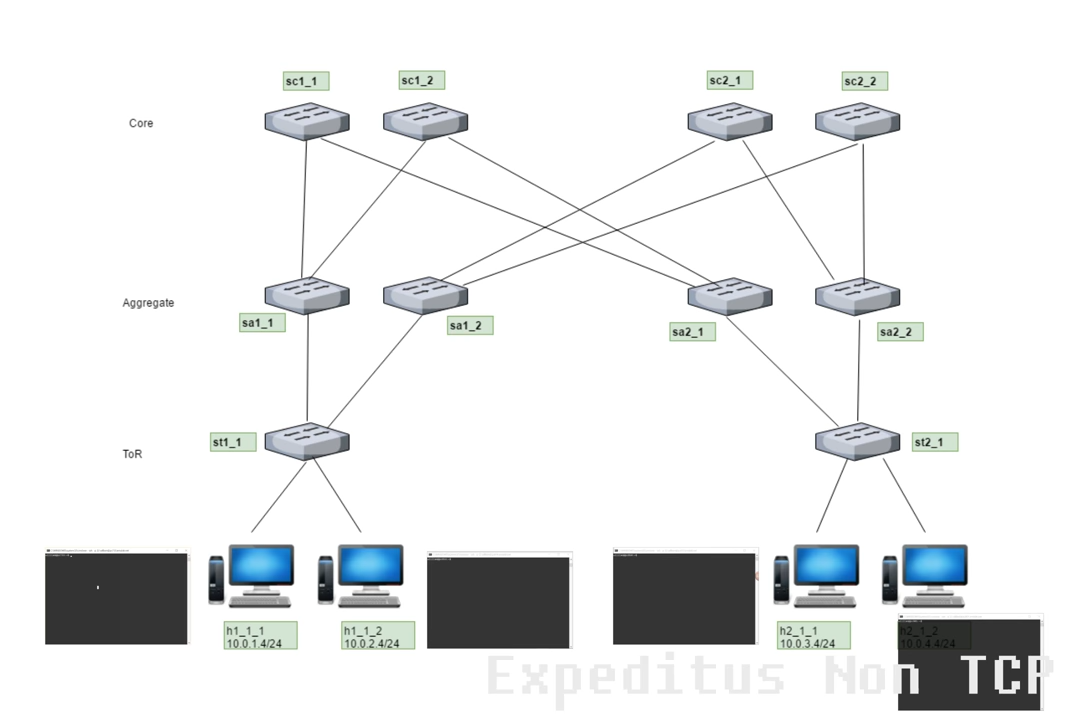 sc1_1
sc1_2
sc2_1
sc2_2
Core
Aggregate
sa1_1
sa1_2
sa2_1
sa2_2
ToR
st1_1
st2_1
h1_1_1
10.0.1.4/24
h1_1_2
10.0.2.4/24
h2_1_1
10.0.3.4/24
h2_1_2
10.0.4.4/24
Expeditus Non TCP